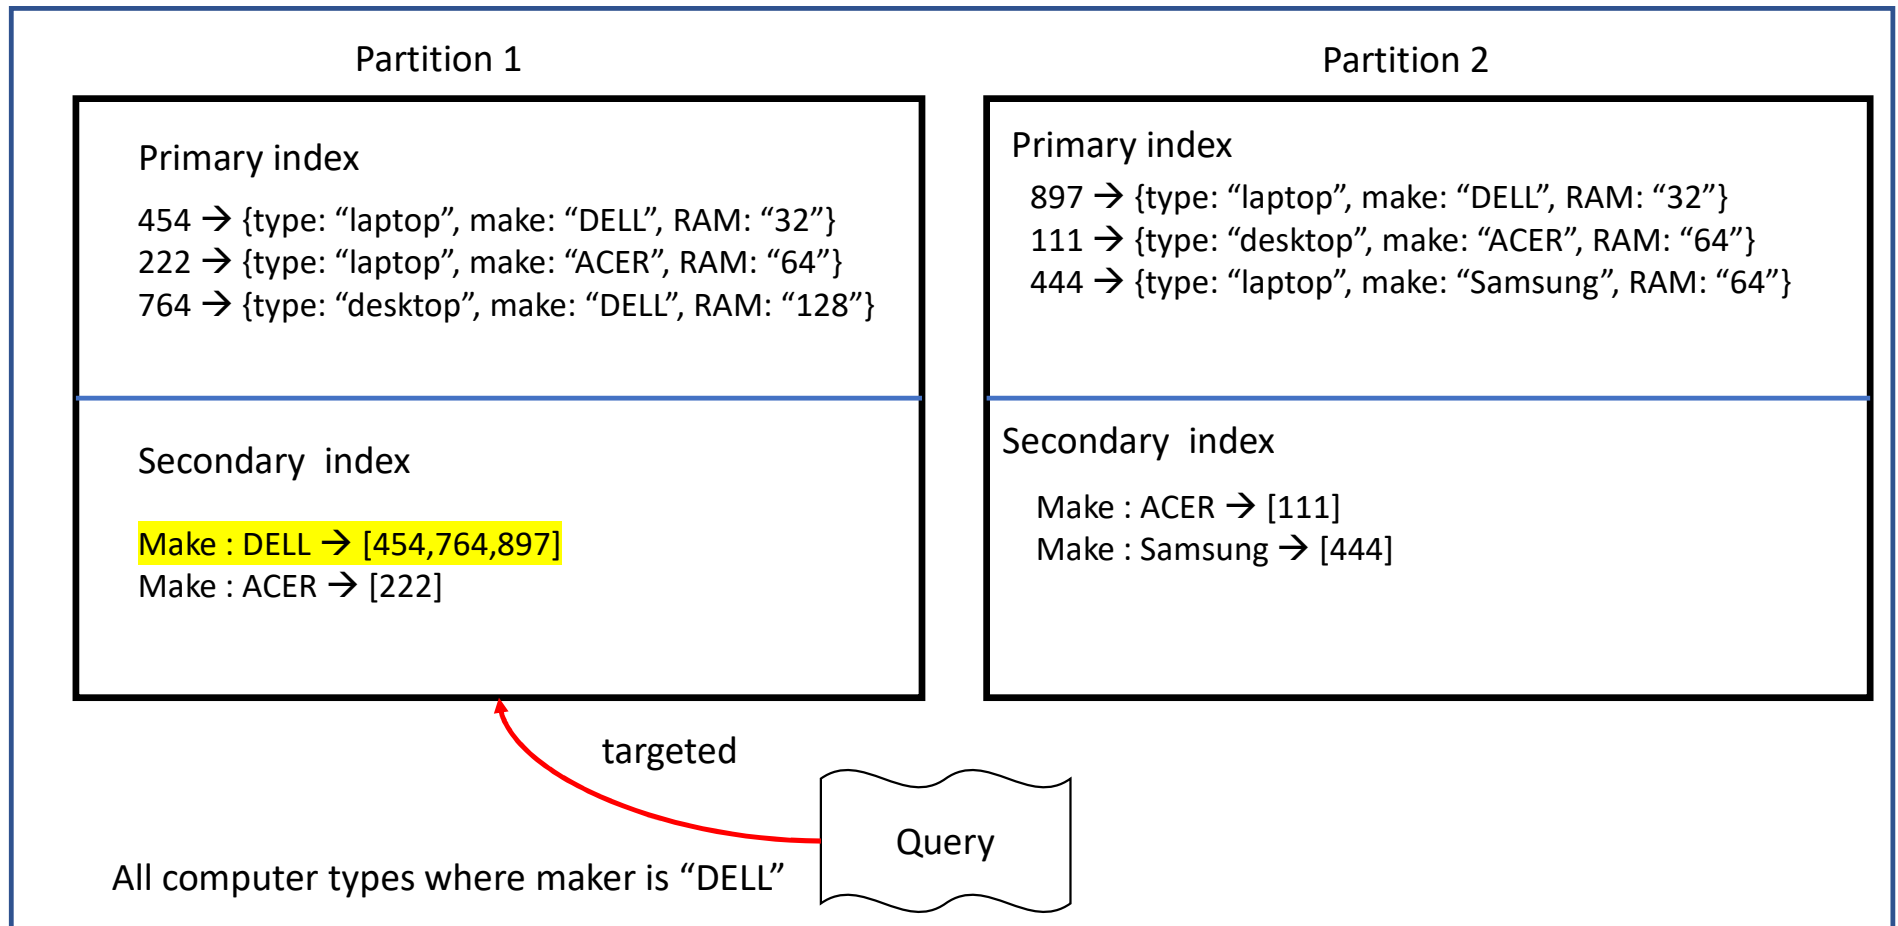 Partition 1
Primary index
454 → {type: “laptop”, make: “DELL”, RAM: “32”}
222 → {type: “laptop”, make: “ACER”, RAM: “64”}
764 → {type: “desktop”, make: “DELL”, RAM: “128”}
Secondary index
Make : DELL → [454,764,897]
Make : ACER → [222]
Partition 2
Primary index
897 → {type: “laptop”, make: “DELL”, RAM: “32”}
111 → {type: “desktop”, make: “ACER”, RAM: “64”}
444 → {type: “laptop”, make: “Samsung”, RAM: “64”}
Secondary index
Make : ACER → [111]
Make : Samsung → [444]
targeted
Query
All computer types where maker is “DELL”